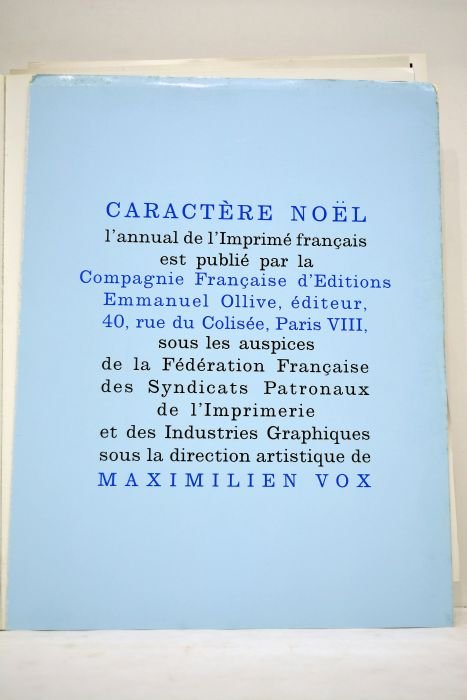 CARACTÈRE NOËL
l'annual de l'Imprimé français
est publié par la
Compagnie Française d'Editions
Emmanuel Ollive, éditeur,
40, rue du Colisée, Paris VIII,
sous les auspices
de la Fédération Française
des Syndicats Patronaux
de l'Imprimerie
et des Industries Graphiques
sous la direction artistique de
MAXIMILIEN VOX